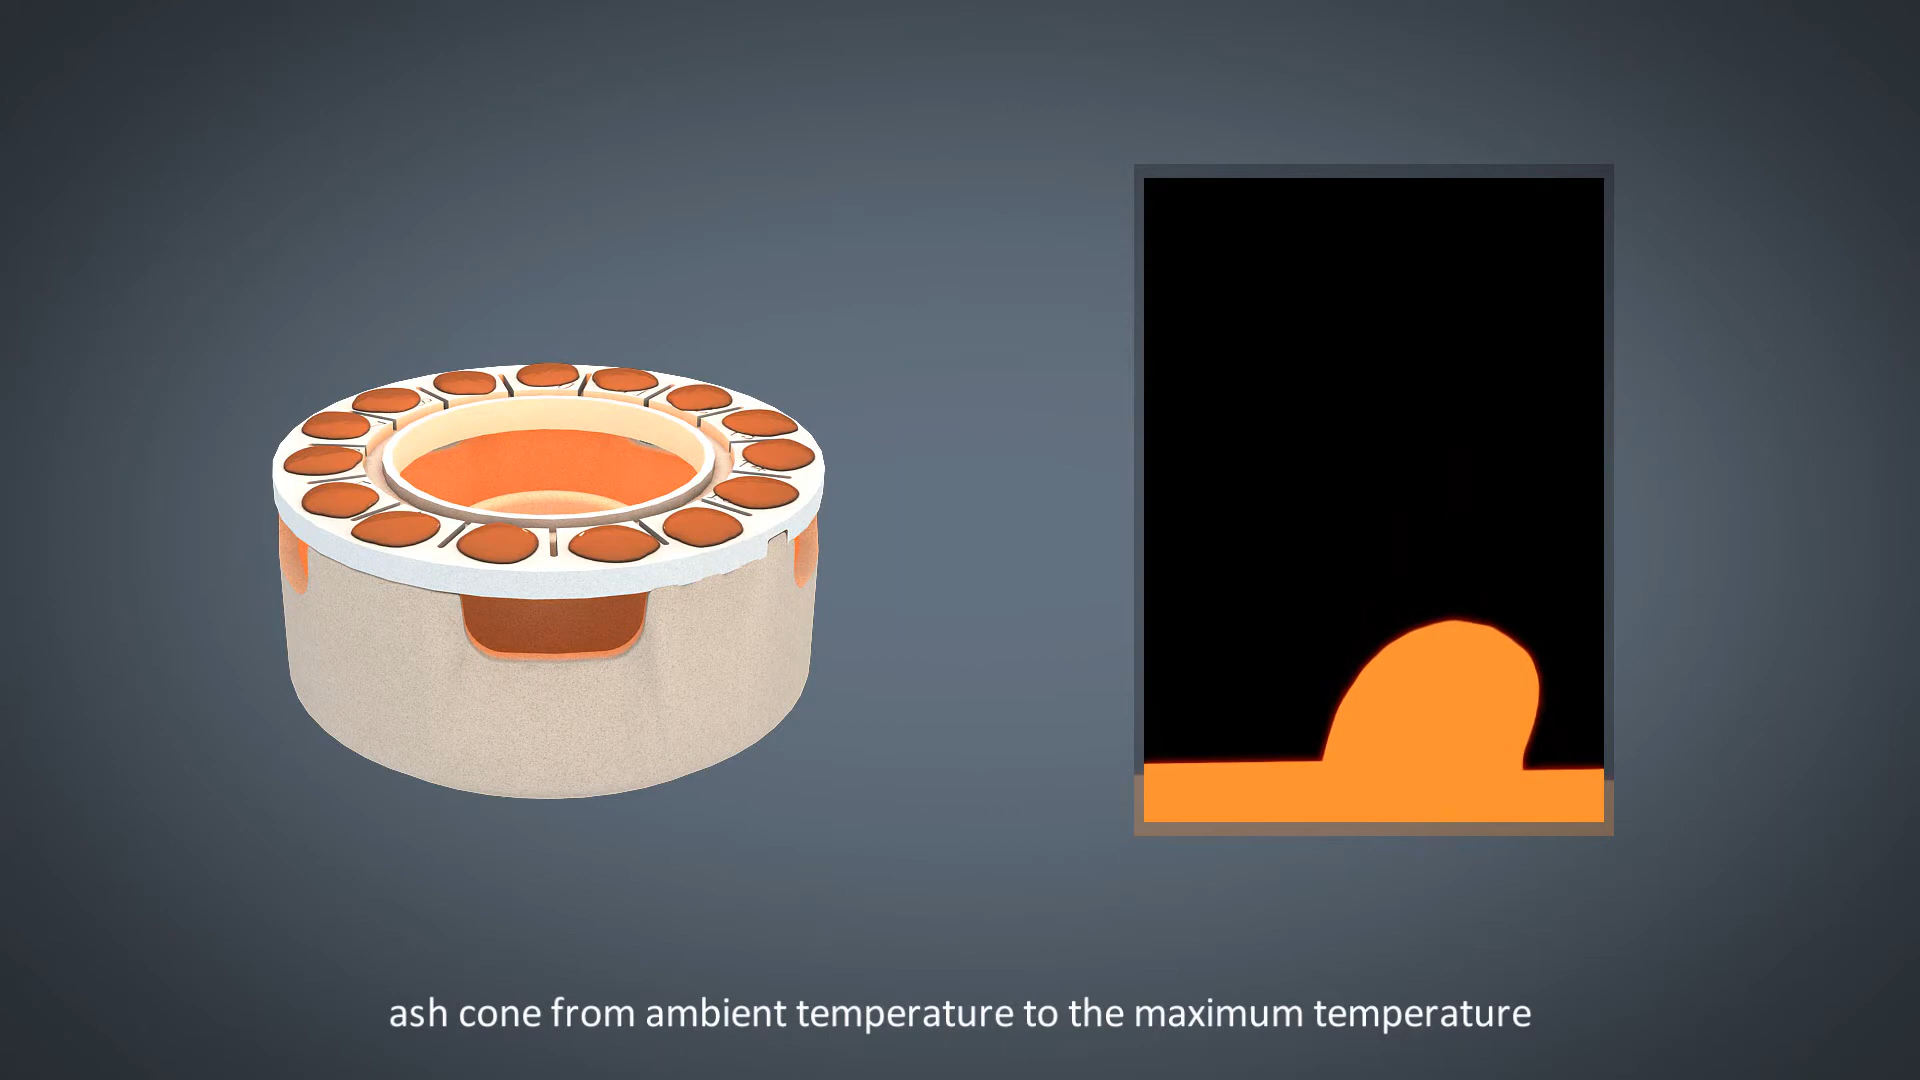 ash cone from ambient temperature to the maximum temperature